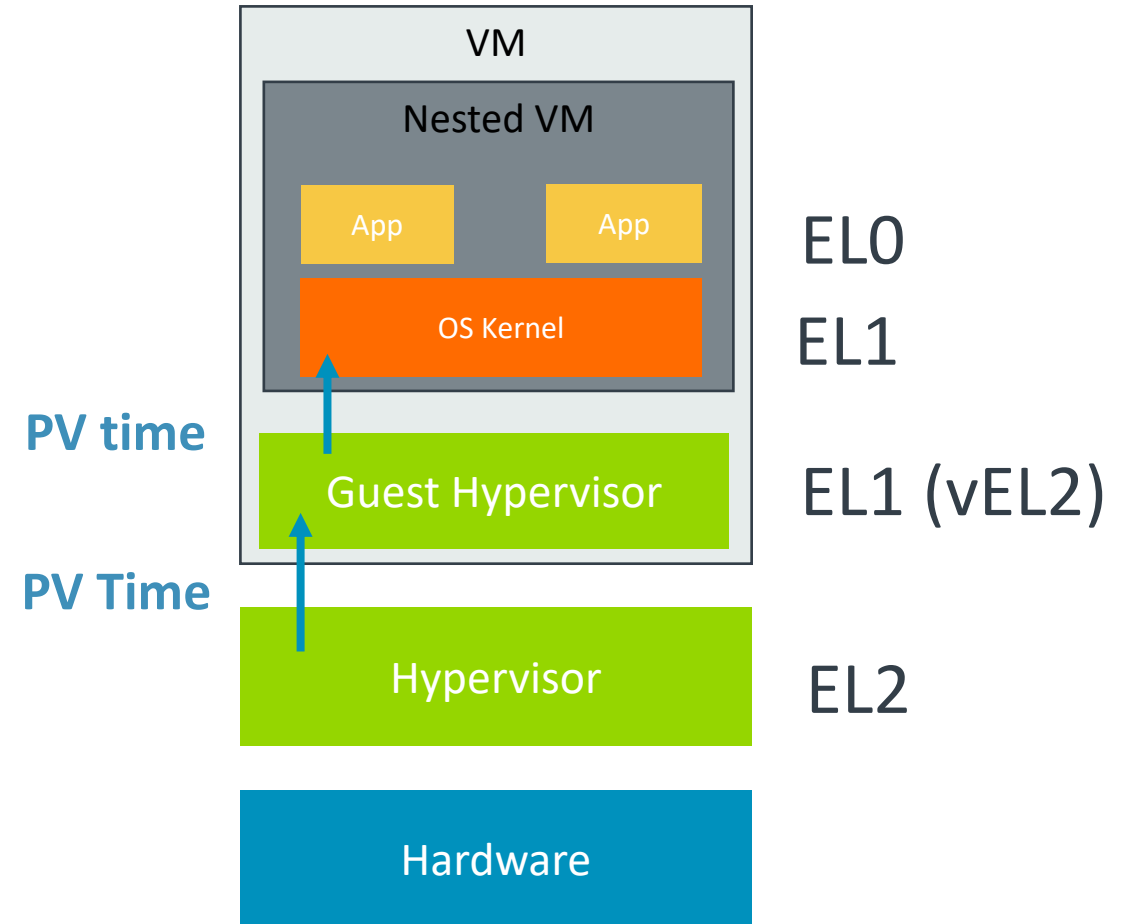 VM
Nested VM
App
App
EL0
OS Kernel
EL1
PV time
Guest Hypervisor
EL1 (vEL2)
PV Time
Hypervisor
EL2
Hardware